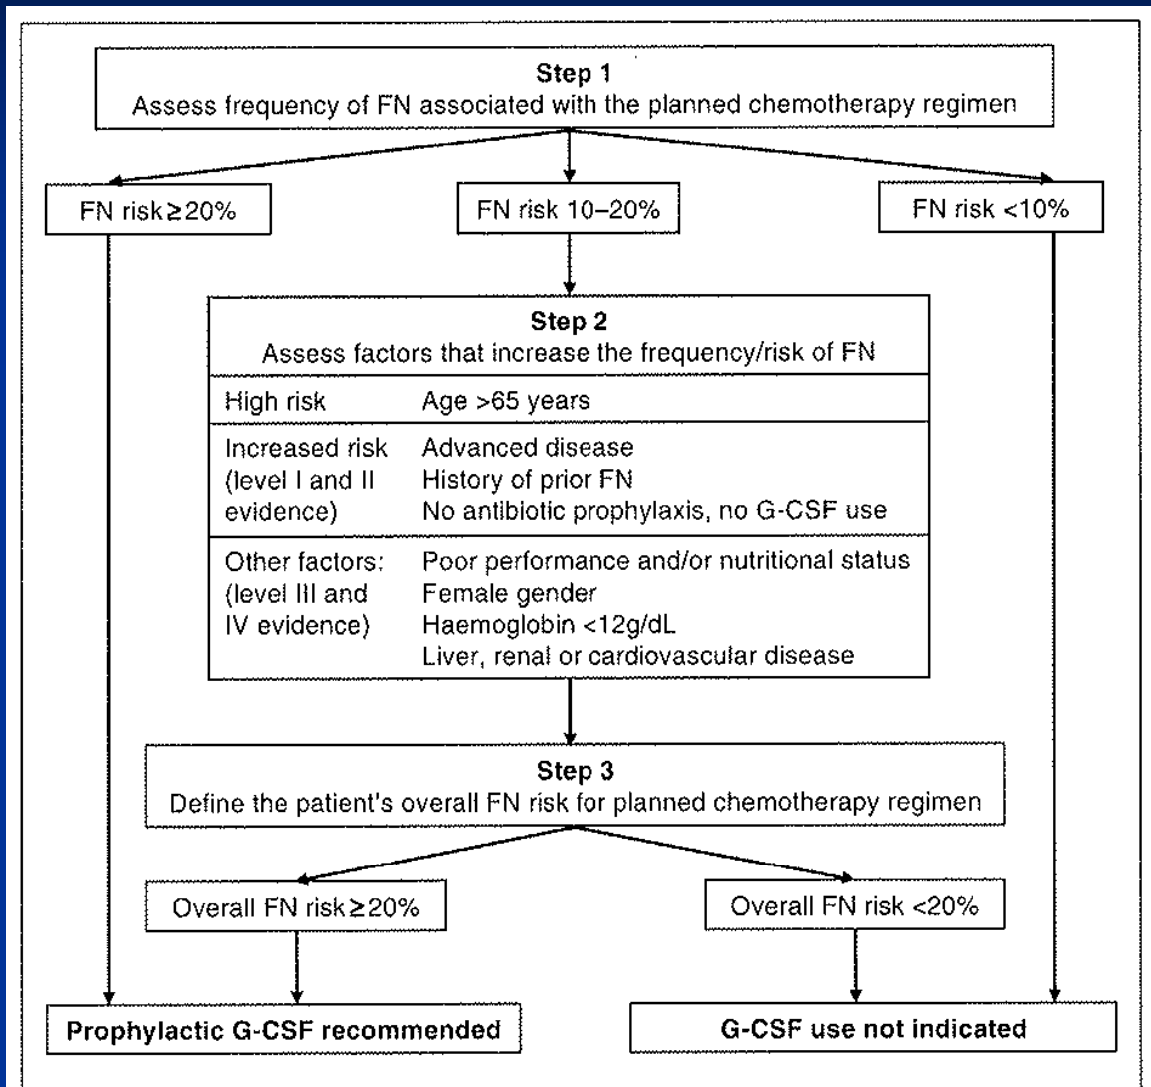 Step 1
Assess frequency of FN associated with the planned chemotherapy regimen
FN risk ≥20%
FN risk 10–20%
FN risk <10%
Step 2
Assess factors that increase the frequency/risk of FN
High risk Age >65 years
Increased risk Advanced disease
(level I and II History of prior FN
evidence) No antibiotic prophylaxis, no G-CSF use
Other factors: Poor performance and/or nutritional status
(level III and Female gender
IV evidence) Haemoglobin <12g/dL
Liver, renal or cardiovascular disease
Step 3
Define the patient's overall FN risk for planned chemotherapy regimen
Overall FN risk ≥20%
Overall FN risk <20%
Prophylactic G-CSF recommended
G-CSF use not indicated